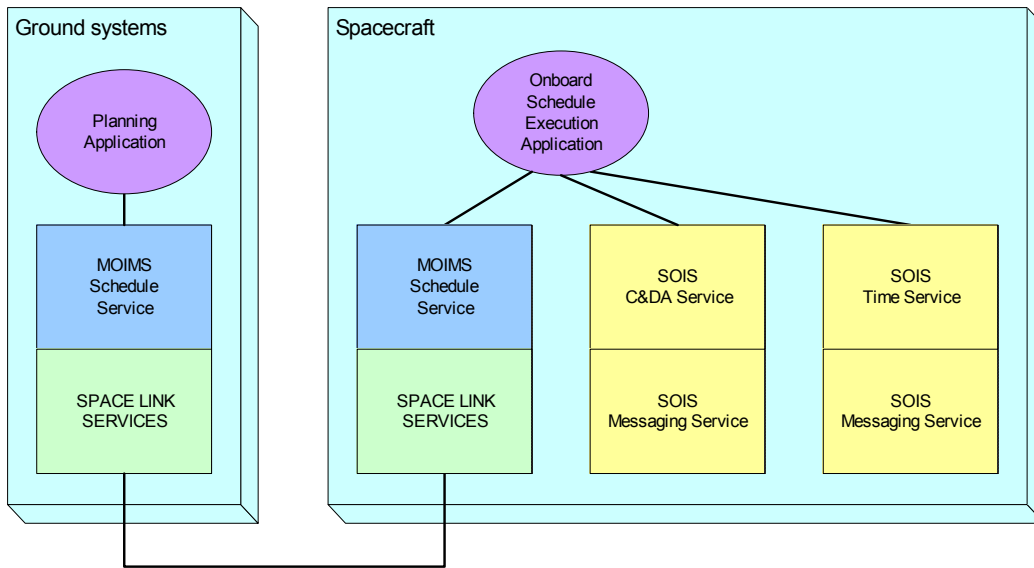 Ground systems
Planning
Application
MOIMS
Schedule
Service
SPACE LINK
SERVICES
Spacecraft
Onboard
Schedule
Execution
Application
MOIMS
Schedule
Service
SPACE LINK
SERVICES
SOIS
C&DA Service
SOIS
Messaging Service
SOIS
Time Service
SOIS
Messaging Service